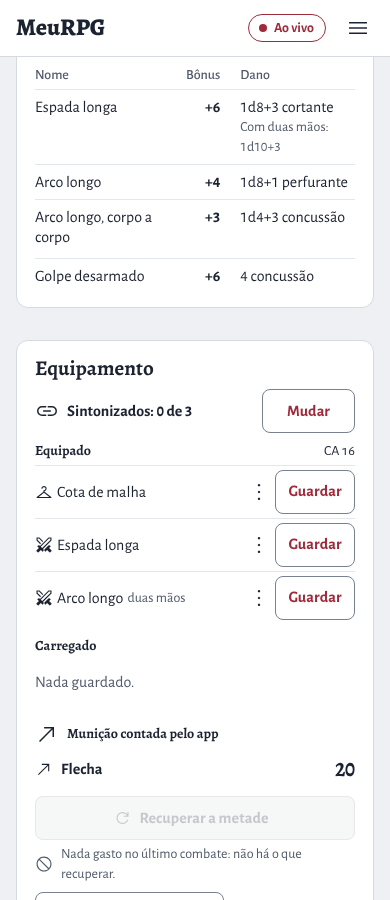 MeuRPG
Ao vivo
Nome Bônus Dano
Espada longa +6 1d8+3 cortante
Com duas mãos:
1d10+3
Arco longo +4 1d8+1 perfurante
Arco longo, corpo a +3 1d4+3 concussão
corpo
Golpe desarmado +6 4 concussão
Equipamento
Sintonizados: 0 de 3 Mudar
Equipado CA 16
Cota de malha Guardar
Espada longa Guardar
Arco longo duas mãos Guardar
Carregado
Nada guardado.
Munição contada pelo app
Flecha 20
Recuperar a metade
Nada gasto no último combate: não há o que
recuperar.